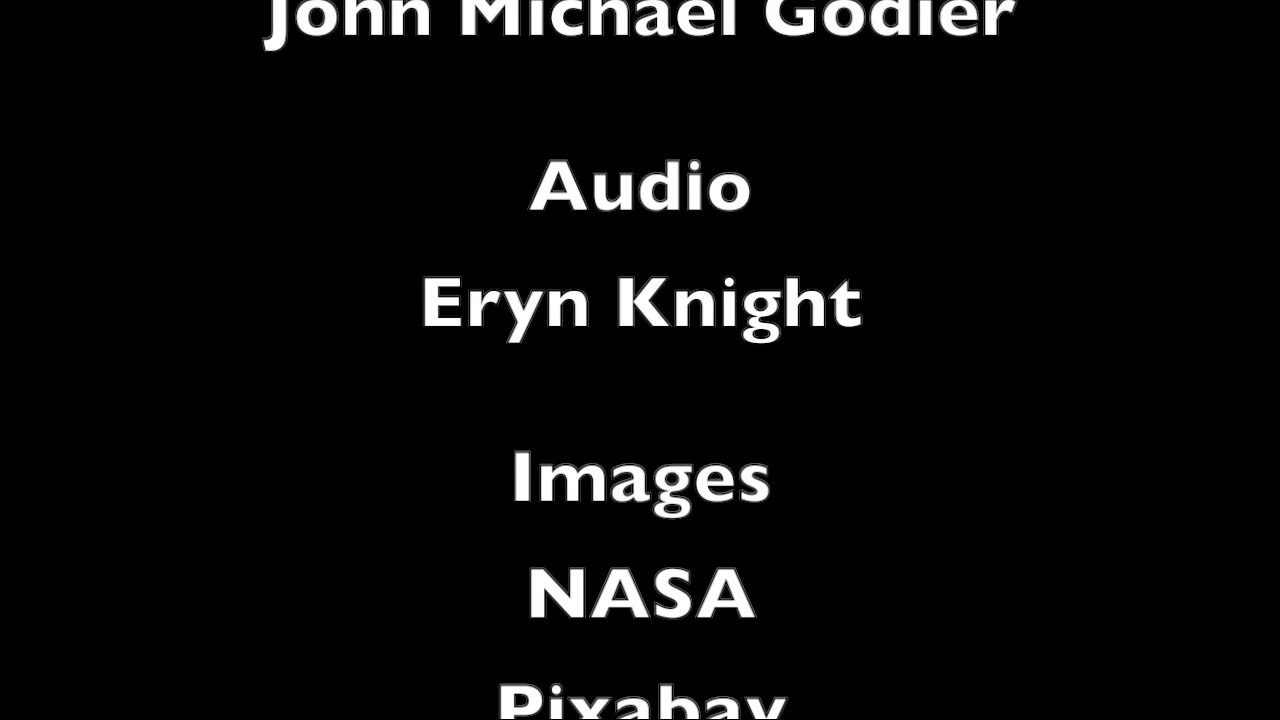 John Michael Godier
Audio
Eryn Knight
Images
NASA
Pixabay